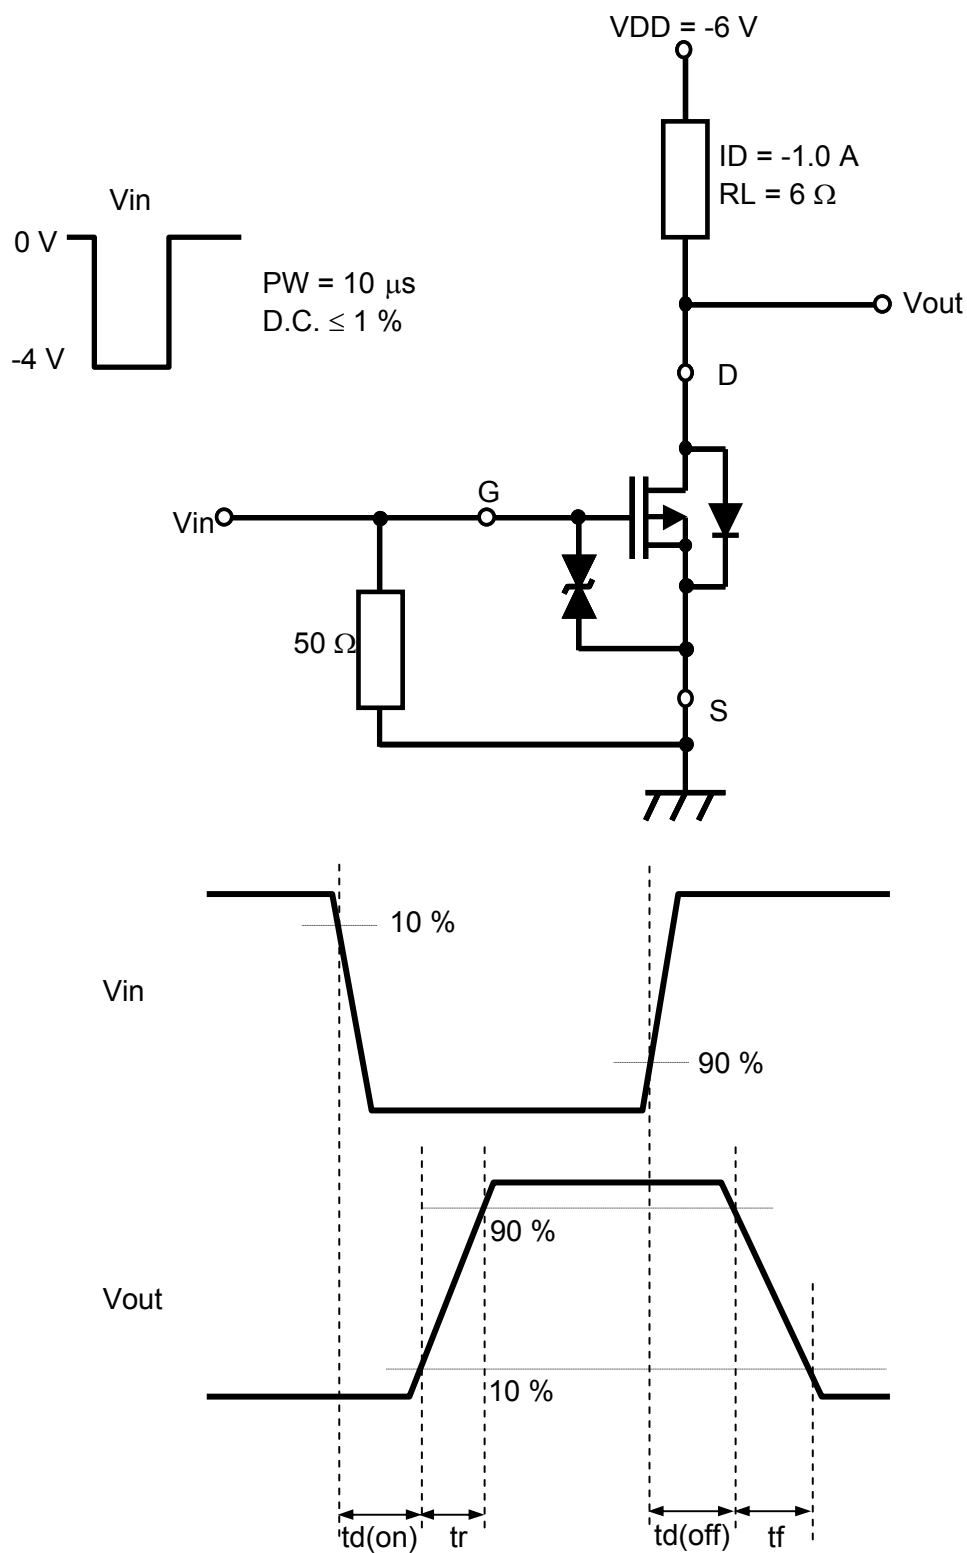 VDD = -6 V
ID = -1.0 A
RL = 6 Ω
Vin
0 V
PW = 10 μs
D.C. ≤ 1 %
-4 V
Vout
D
G
Vin
50 Ω
S
10 %
Vin
90 %
90 %
Vout
10 %
td(on)
tr
td(off)
tf